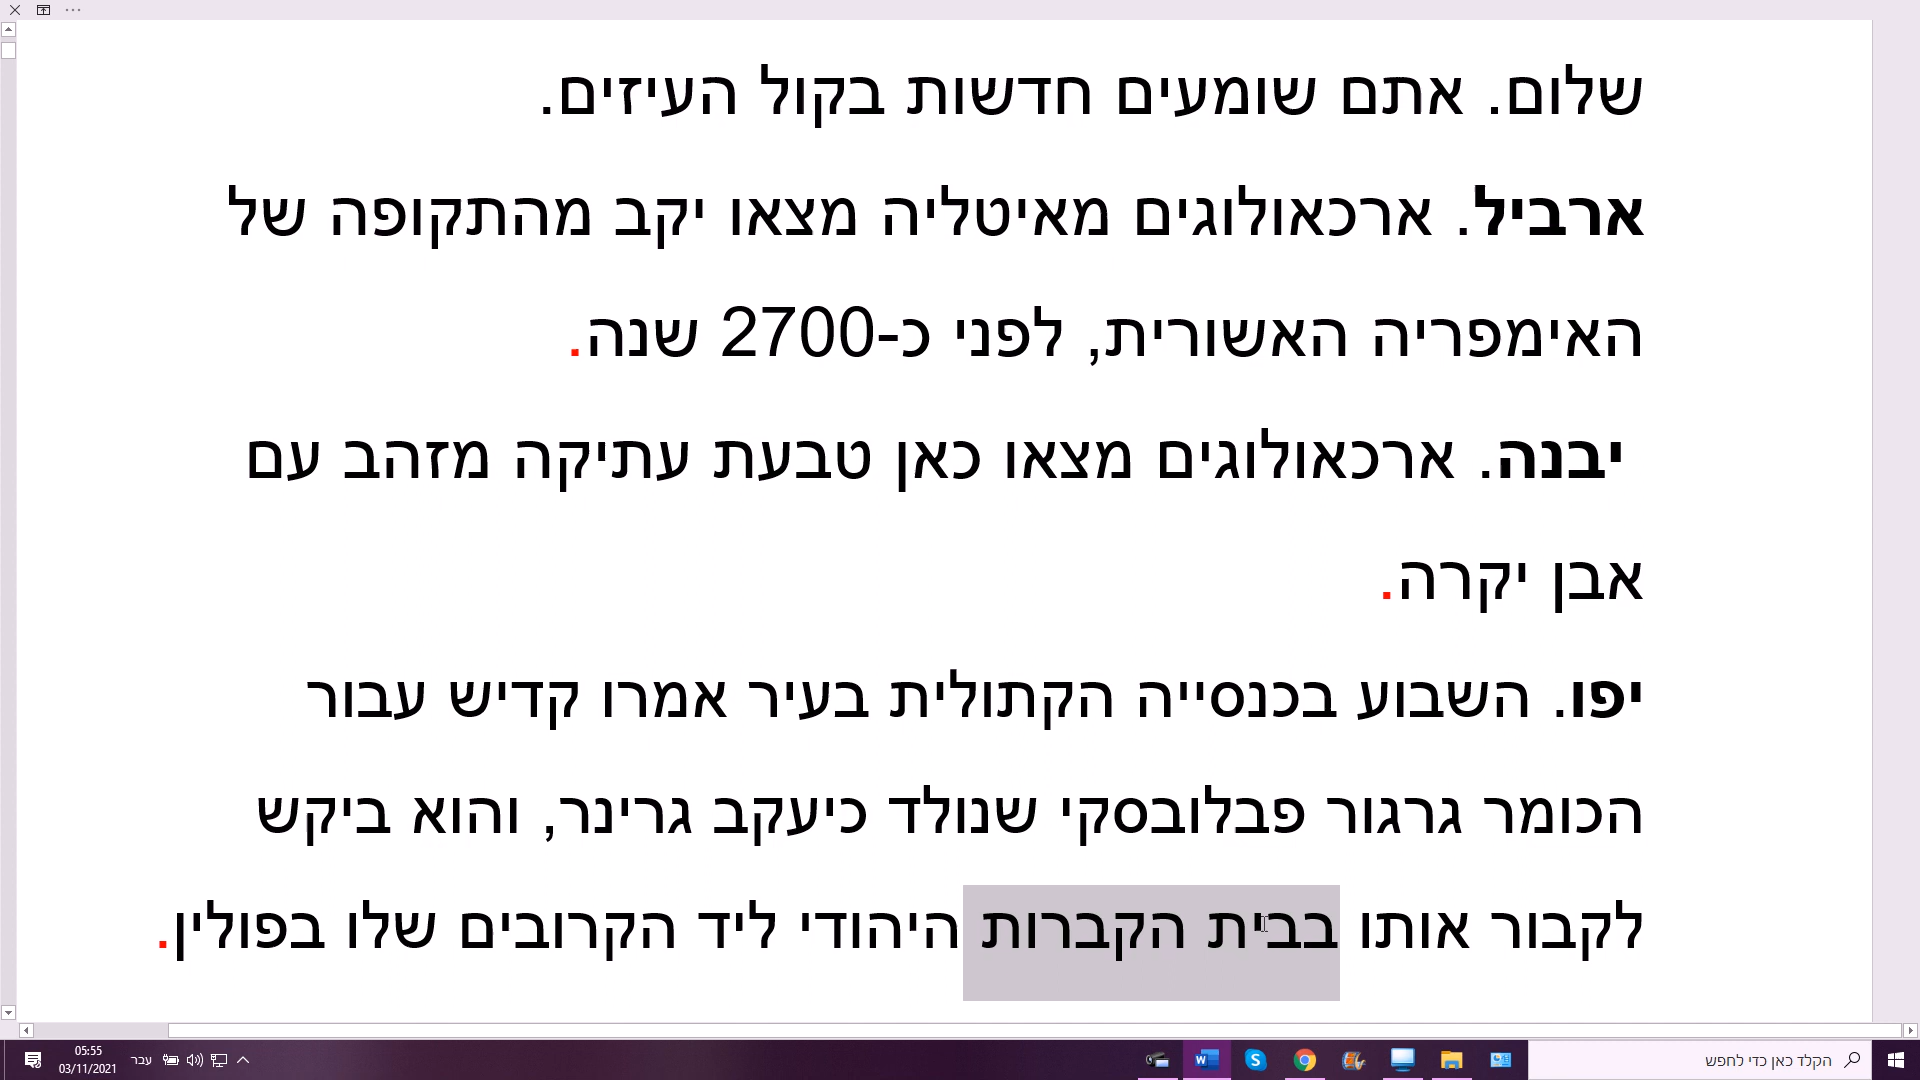 שלום. אתם שומעים חדשות בקול העיזים.
ארביל. ארכאולוגים מאיטליה מצאו יקב מהתקופה של
האימפריה האשורית, לפני כ-2700 שנה.
יבנה. ארכאולוגים מצאו כאן טבעת עתיקה מזהב עם
אבן יקרה.
יפו. השבוע בכנסייה הקתולית בעיר אמרו קדיש עבור
הכומר גרגור פבלובסקי שנולד כיעקב גרינר, והוא ביקש
לקבור אותו בבית הקברות היהודי ליד הקרובים שלו בפולין.
הקלד כאן כדי לחפש
עבר
05:55
03/11/2021